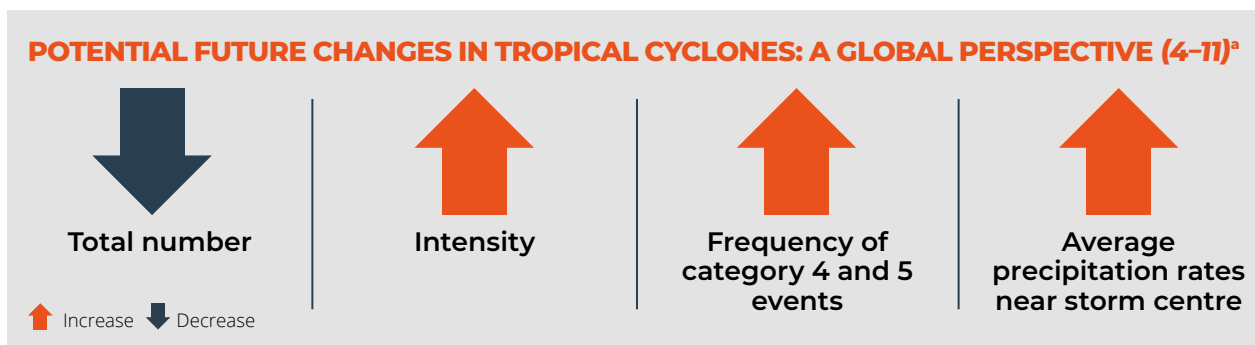 POTENTIAL FUTURE CHANGES IN TROPICAL CYCLONES: A GLOBAL PERSPECTIVE (4–11)ᵃ
Total number
Intensity
Frequency of
category 4 and 5
events
Average
precipitation rates
near storm centre
Increase
Decrease